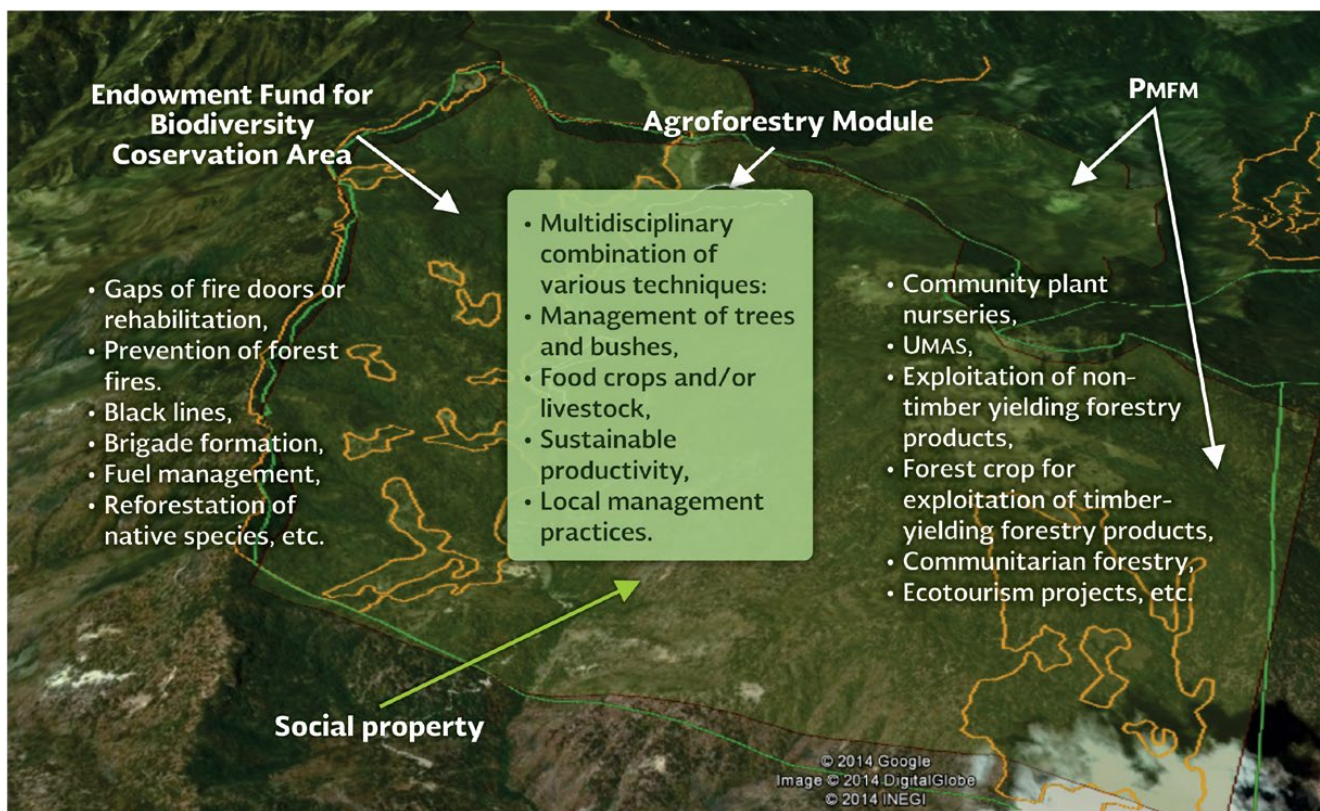 Endowment Fund for
Biodiversity
Coservation Area
Agroforestry Module
PMFM
• Gaps of fire doors or
rehabilitation,
• Prevention of forest
fires.
• Black lines,
• Brigade formation,
• Fuel management,
• Reforestation of
native species, etc.
• Multidisciplinary
combination of
various techniques:
• Management of trees
and bushes,
• Food crops and/or
livestock,
• Sustainable
productivity,
• Local management
practices.
• Community plant
nurseries,
• UMAS,
• Exploitation of non-
timber yielding forestry
products,
• Forest crop for
exploitation of timber-
yielding forestry products,
• Communitarian forestry,
• Ecotourism projects, etc.
Social property
© 2014 Google
Image © 2014 DigitalGlobe
© 2014 INEGI